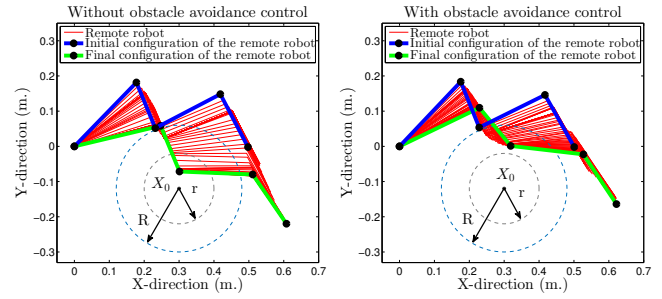 Without obstacle avoidance control
Remote robot
Initial configuration of the remote robot
Final configuration of the remote robot
Y-direction (m.)
0.3
0.2
0.1
0
−0.1
−0.2
−0.3
X0
r
R
0 0.1 0.2 0.3 0.4 0.5 0.6 0.7
X-direction (m.)
With obstacle avoidance control
Remote robot
Initial configuration of the remote robot
Final configuration of the remote robot
Y-direction (m.)
0.3
0.2
0.1
0
−0.1
−0.2
−0.3
X0
r
R
0 0.1 0.2 0.3 0.4 0.5 0.6 0.7
X-direction (m.)